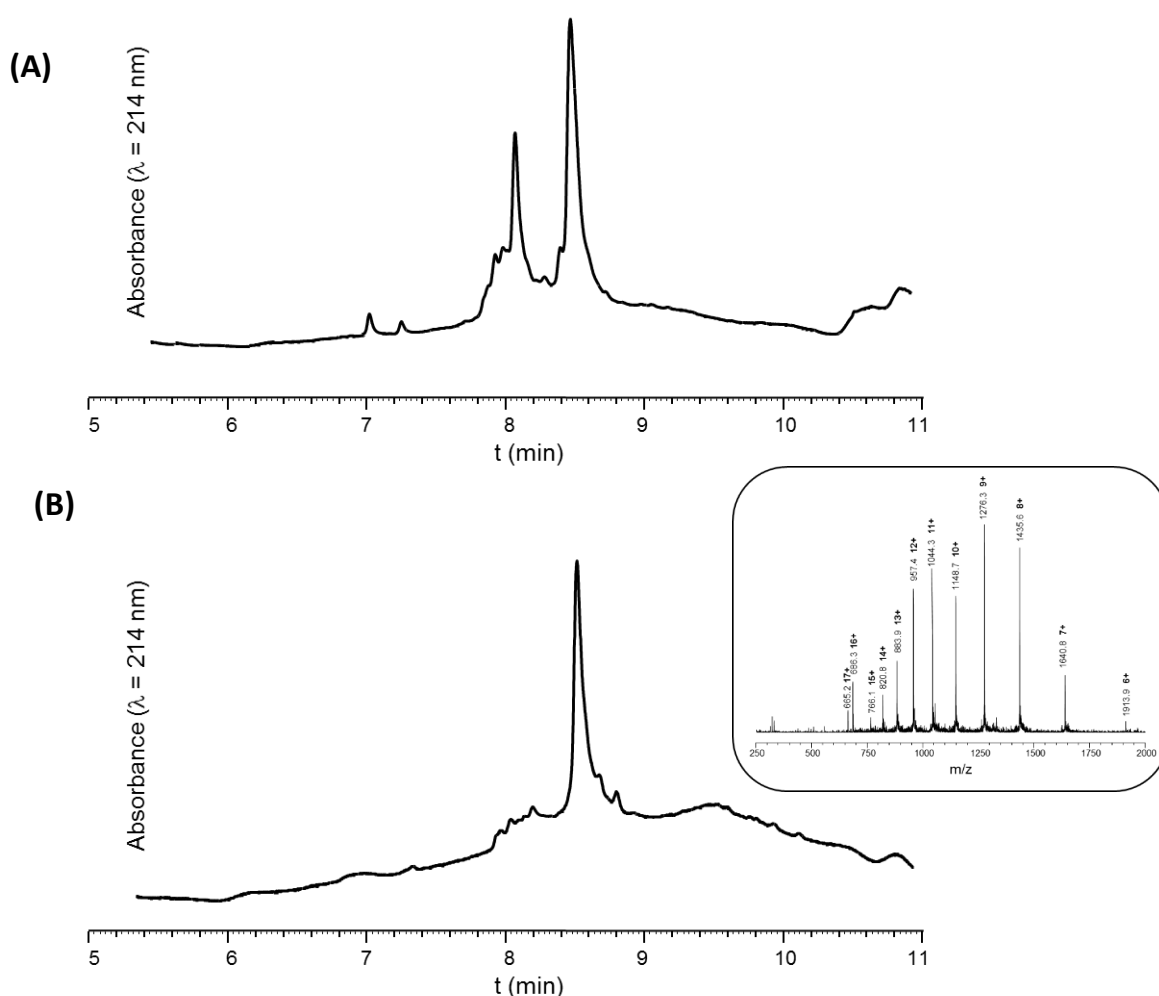 (A)
Absorbance (λ = 214 nm)
5 6 7 8 9 10 11
t (min)
(B)
Absorbance (λ = 214 nm)
665.2 17+
686.3 16+
766.1 15+
820.8 14+
883.9 13+
957.4 12+
1044.3 11+
1148.7 10+
1276.3 9+
1435.6 8+
1640.8 7+
1913.9 6+
250 500 750 1000 1250 1500 1750 2000
m/z
5 6 7 8 9 10 11
t (min)